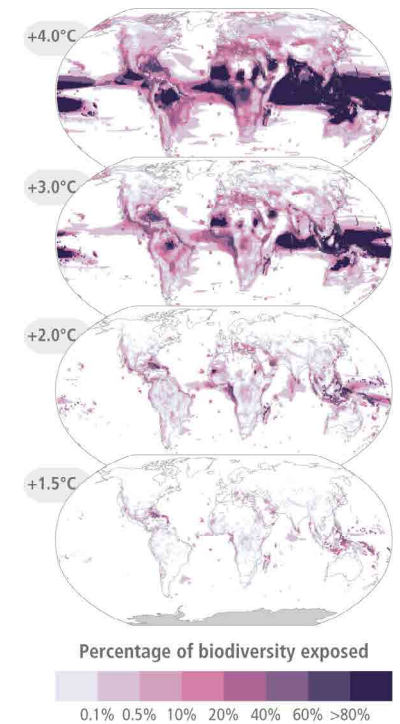 +4.0°C
+3.0°C
+2.0°C
+1.5°C
Percentage of biodiversity exposed
0.1% 0.5% 10% 20% 40% 60% >80%